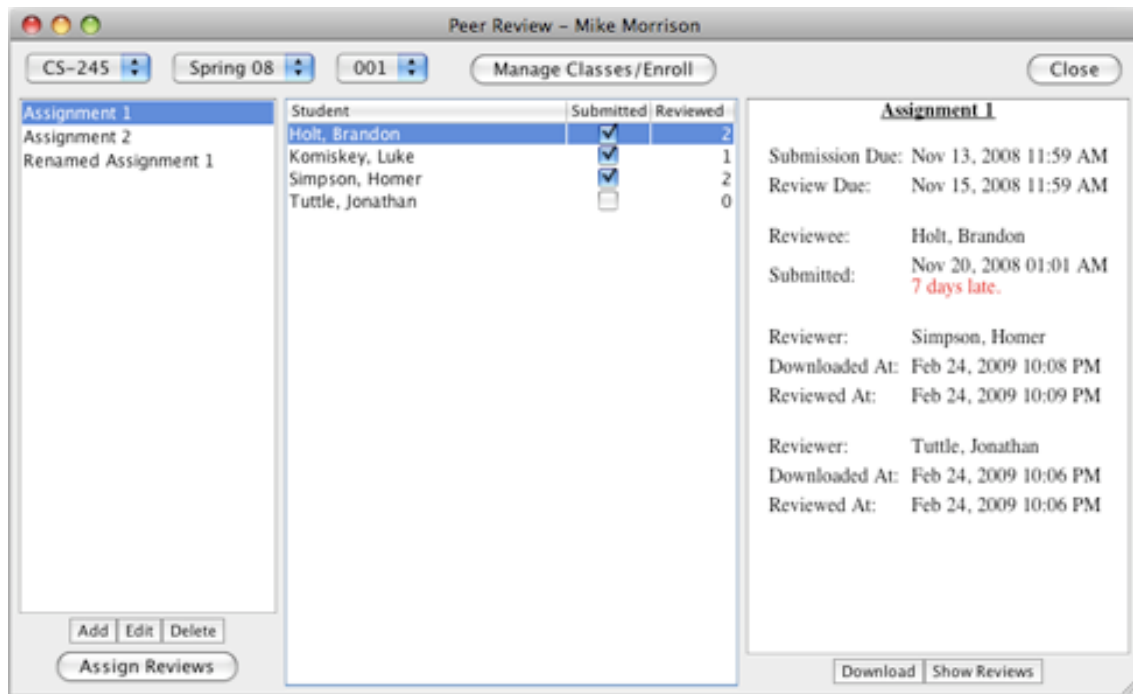 Peer Review – Mike Morrison
CS-245 Spring 08 001 Manage Classes/Enroll Close
Assignment 1
Assignment 2
Renamed Assignment 1
Add Edit Delete
Assign Reviews
Student Submitted Reviewed
Holt, Brandon 2
Komiskey, Luke 1
Simpson, Homer 2
Tuttle, Jonathan 0
Assignment 1
Submission Due: Nov 13, 2008 11:59 AM
Review Due: Nov 15, 2008 11:59 AM
Reviewee: Holt, Brandon
Submitted: Nov 20, 2008 01:01 AM
7 days late.
Reviewer: Simpson, Homer
Downloaded At: Feb 24, 2009 10:08 PM
Reviewed At: Feb 24, 2009 10:09 PM
Reviewer: Tuttle, Jonathan
Downloaded At: Feb 24, 2009 10:06 PM
Reviewed At: Feb 24, 2009 10:06 PM
Download Show Reviews